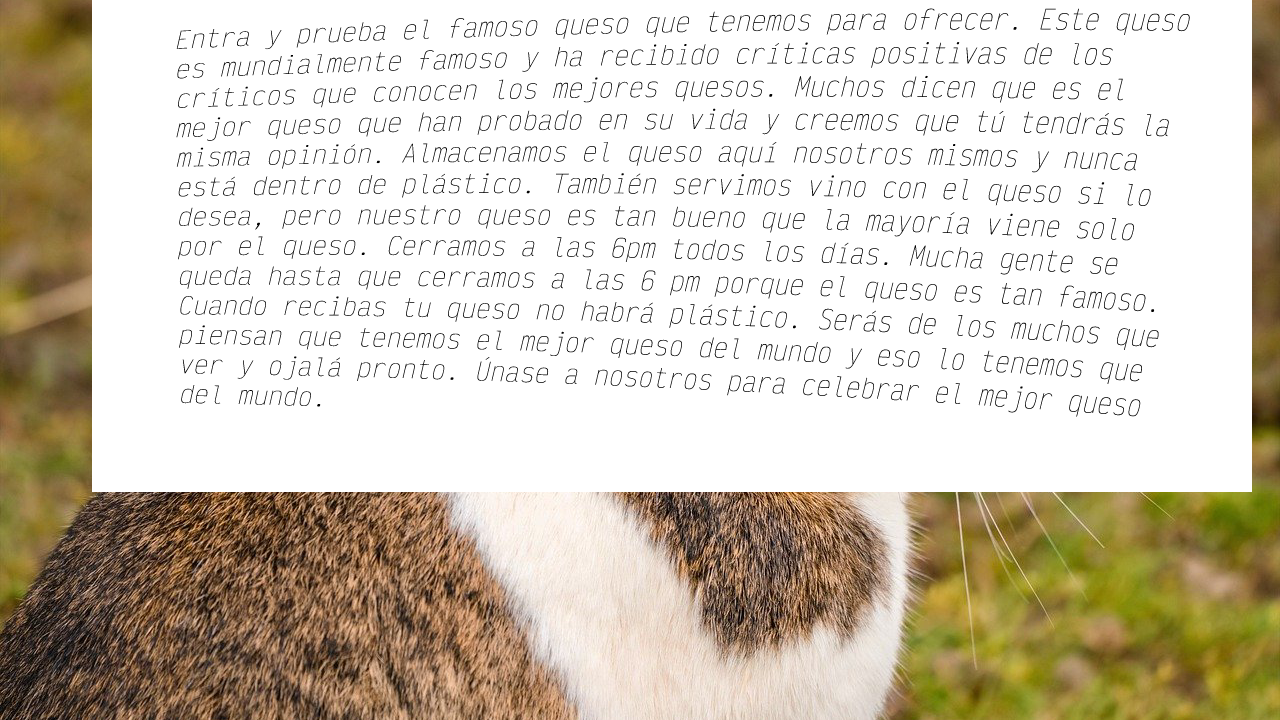 Entra y prueba el famoso queso que tenemos para ofrecer. Este queso
es mundialmente famoso y ha recibido críticas positivas de los
críticos que conocen los mejores quesos. Muchos dicen que es el
mejor queso que han probado en su vida y creemos que tú tendrás la
misma opinión. Almacenamos el queso aquí nosotros mismos y nunca
está dentro de plástico. También servimos vino con el queso si lo
desea, pero nuestro queso es tan bueno que la mayoría viene solo
por el queso. Cerramos a las 6pm todos los días. Mucha gente se
queda hasta que cerramos a las 6 pm porque el queso es tan famoso.
Cuando recibas tu queso no habrá plástico. Serás de los muchos que
piensan que tenemos el mejor queso del mundo y eso lo tenemos que
ver y ojalá pronto. Únase a nosotros para celebrar el mejor queso
del mundo.